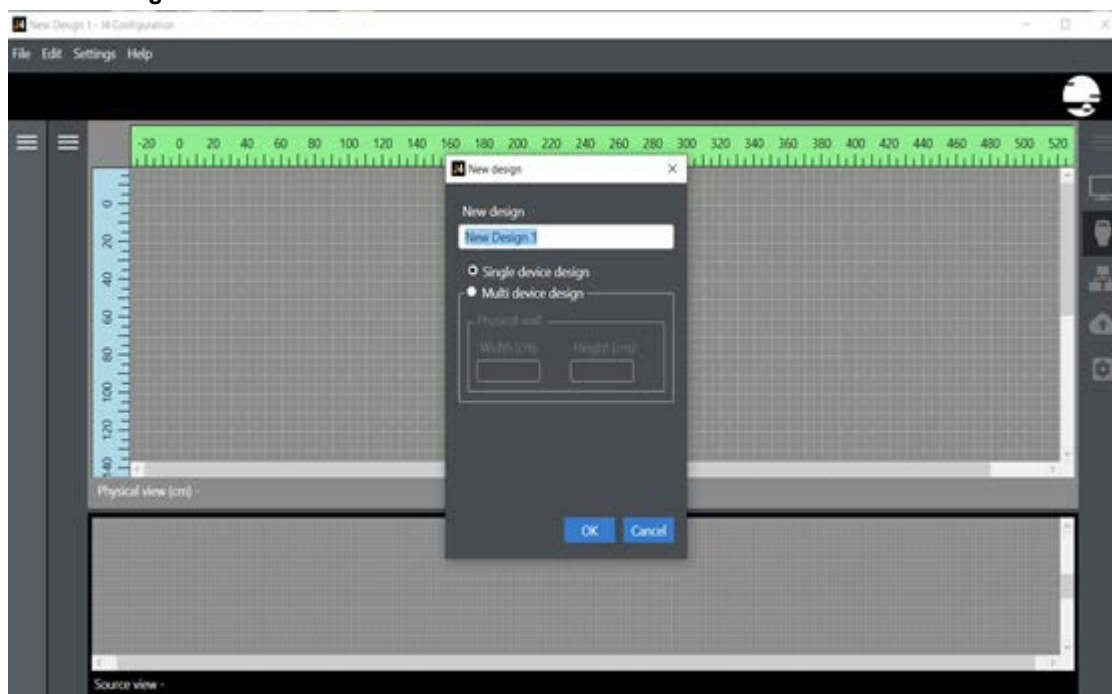 New Design 1 - J4 Configuration
File Edit Settings Help
-20 0 20 40 60 80 100 120 140 160 180 200 220 240 260 280 300 320 340 360 380 400 420 440 460 480 500 520
J4 New design
New design
New Design 1
Single device design
Multi device design
Physical wall
Width (cm) Height (cm)
0
20
40
60
80
100
120
140
Physical view (cm) -
OK Cancel
Source view -